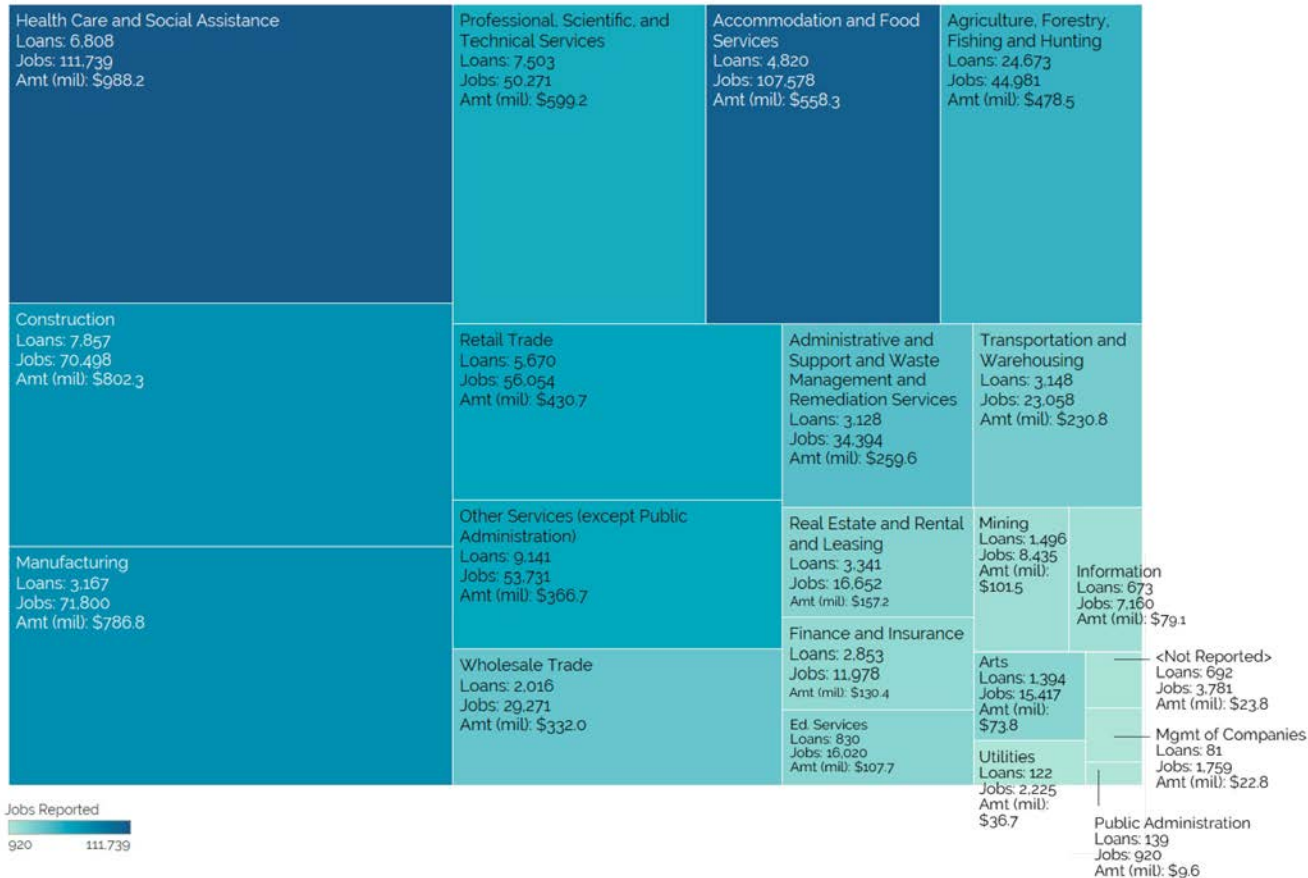 Health Care and Social Assistance
Loans: 6,808
Jobs: 111,739
Amt (mil): $988.2
Construction
Loans: 7,857
Jobs: 70,498
Amt (mil): $802.3
Manufacturing
Loans: 3,167
Jobs: 71,800
Amt (mil): $786.8
Professional, Scientific, and
Technical Services
Loans: 7,503
Jobs: 50,271
Amt (mil): $599.2
Accommodation and Food
Services
Loans: 4,820
Jobs: 107,578
Amt (mil): $558.3
Agriculture, Forestry,
Fishing and Hunting
Loans: 24,673
Jobs: 44,981
Amt (mil): $478.5
Retail Trade
Loans: 5,670
Jobs: 56,054
Amt (mil): $430.7
Other Services (except Public
Administration)
Loans: 9,141
Jobs: 53,731
Amt (mil): $366.7
Wholesale Trade
Loans: 2,016
Jobs: 29,271
Amt (mil): $332.0
Administrative and
Support and Waste
Management and
Remediation Services
Loans: 3,128
Jobs: 34,394
Amt (mil): $259.6
Transportation and
Warehousing
Loans: 3,148
Jobs: 23,058
Amt (mil): $230.8
Real Estate and Rental
and Leasing
Loans: 3,341
Jobs: 16,652
Amt (mil): $157.2
Finance and Insurance
Loans: 2,853
Jobs: 11,978
Amt (mil): $130.4
Ed. Services
Loans: 830
Jobs: 16,020
Amt (mil): $107.7
Mining
Loans: 1,496
Jobs: 8,435
Amt (mil):
$101.5
Information
Loans: 673
Jobs: 7,160
Amt (mil): $79.1
Arts
Loans: 1,394
Jobs: 15,417
Amt (mil):
$73.8
Utilities
Loans: 122
Jobs: 2,225
Amt (mil):
$36.7
<Not Reported>
Loans: 692
Jobs: 3,781
Amt (mil): $23.8
Mgmt of Companies
Loans: 81
Jobs: 1,759
Amt (mil): $22.8
Public Administration
Loans: 139
Jobs: 920
Amt (mil): $9.6
Jobs Reported
920 111.739